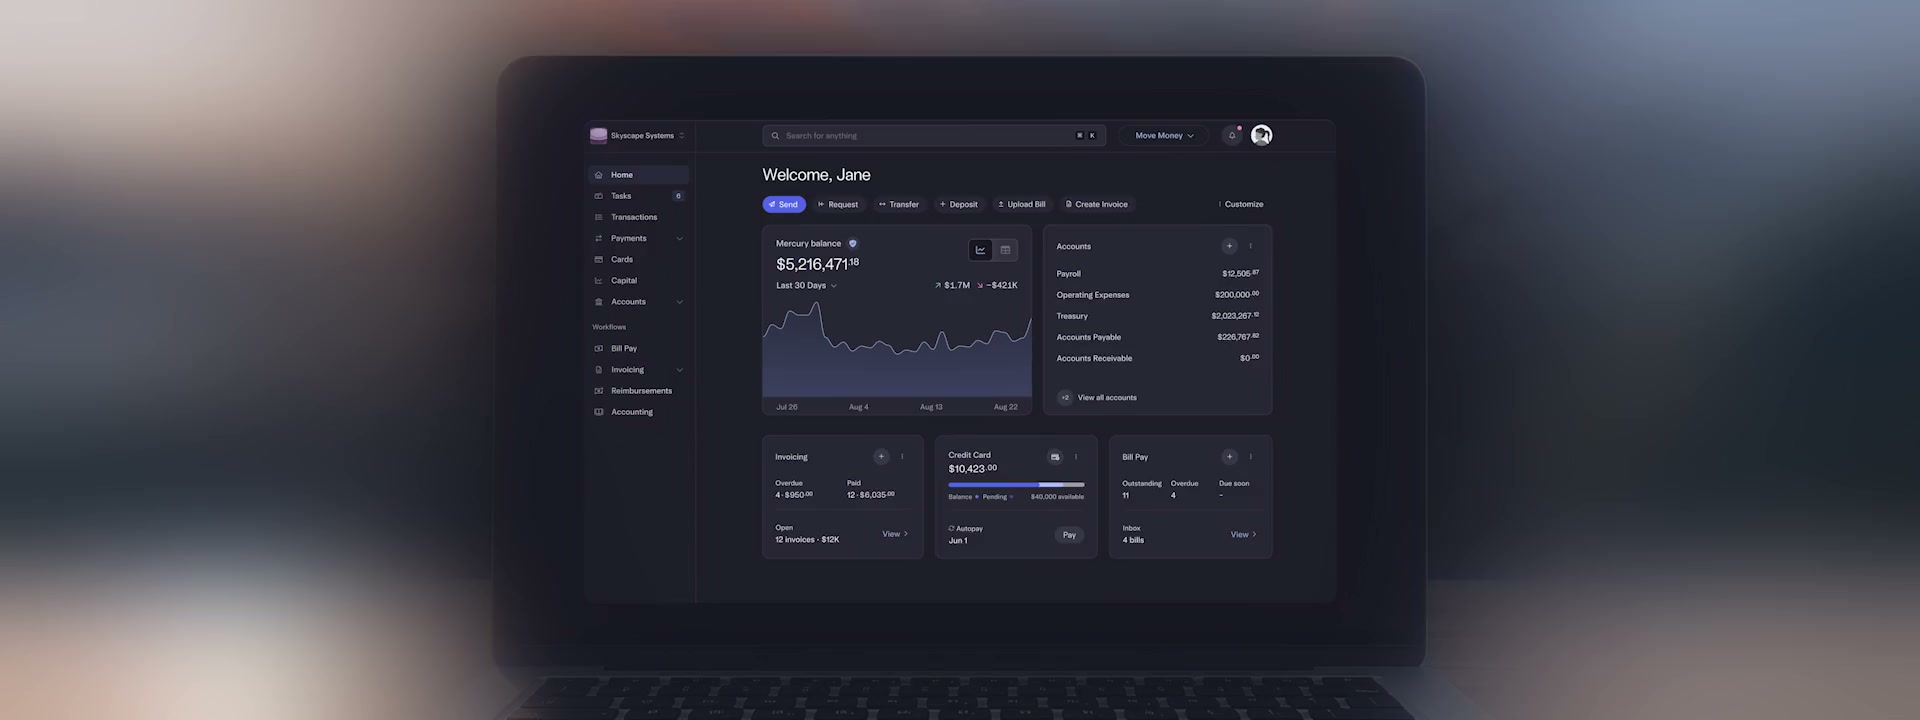 Skyscape Systems
Search for anything
⌘ K
Move Money
Home
Tasks 6
Transactions
Payments
Cards
Capital
Accounts
Workflows
Bill Pay
Invoicing
Reimbursements
Accounting
Welcome, Jane
Send Request Transfer Deposit Upload Bill Create Invoice Customize
Mercury balance
$5,216,471.18
Last 30 Days $1.7M −$421K
Jul 26 Aug 4 Aug 13 Aug 22
Accounts
Payroll $12,505.87
Operating Expenses $200,000.00
Treasury $2,023,267.12
Accounts Payable $226,767.82
Accounts Receivable $0.00
+2 View all accounts
Invoicing
Overdue Paid
4 · $950.00 12 · $6,035.00
Open
12 invoices · $12K View
Credit Card
$10,423.00
Balance Pending $40,000 available
Autopay
Jun 1 Pay
Bill Pay
Outstanding Overdue Due soon
11 4 -
Inbox
4 bills View